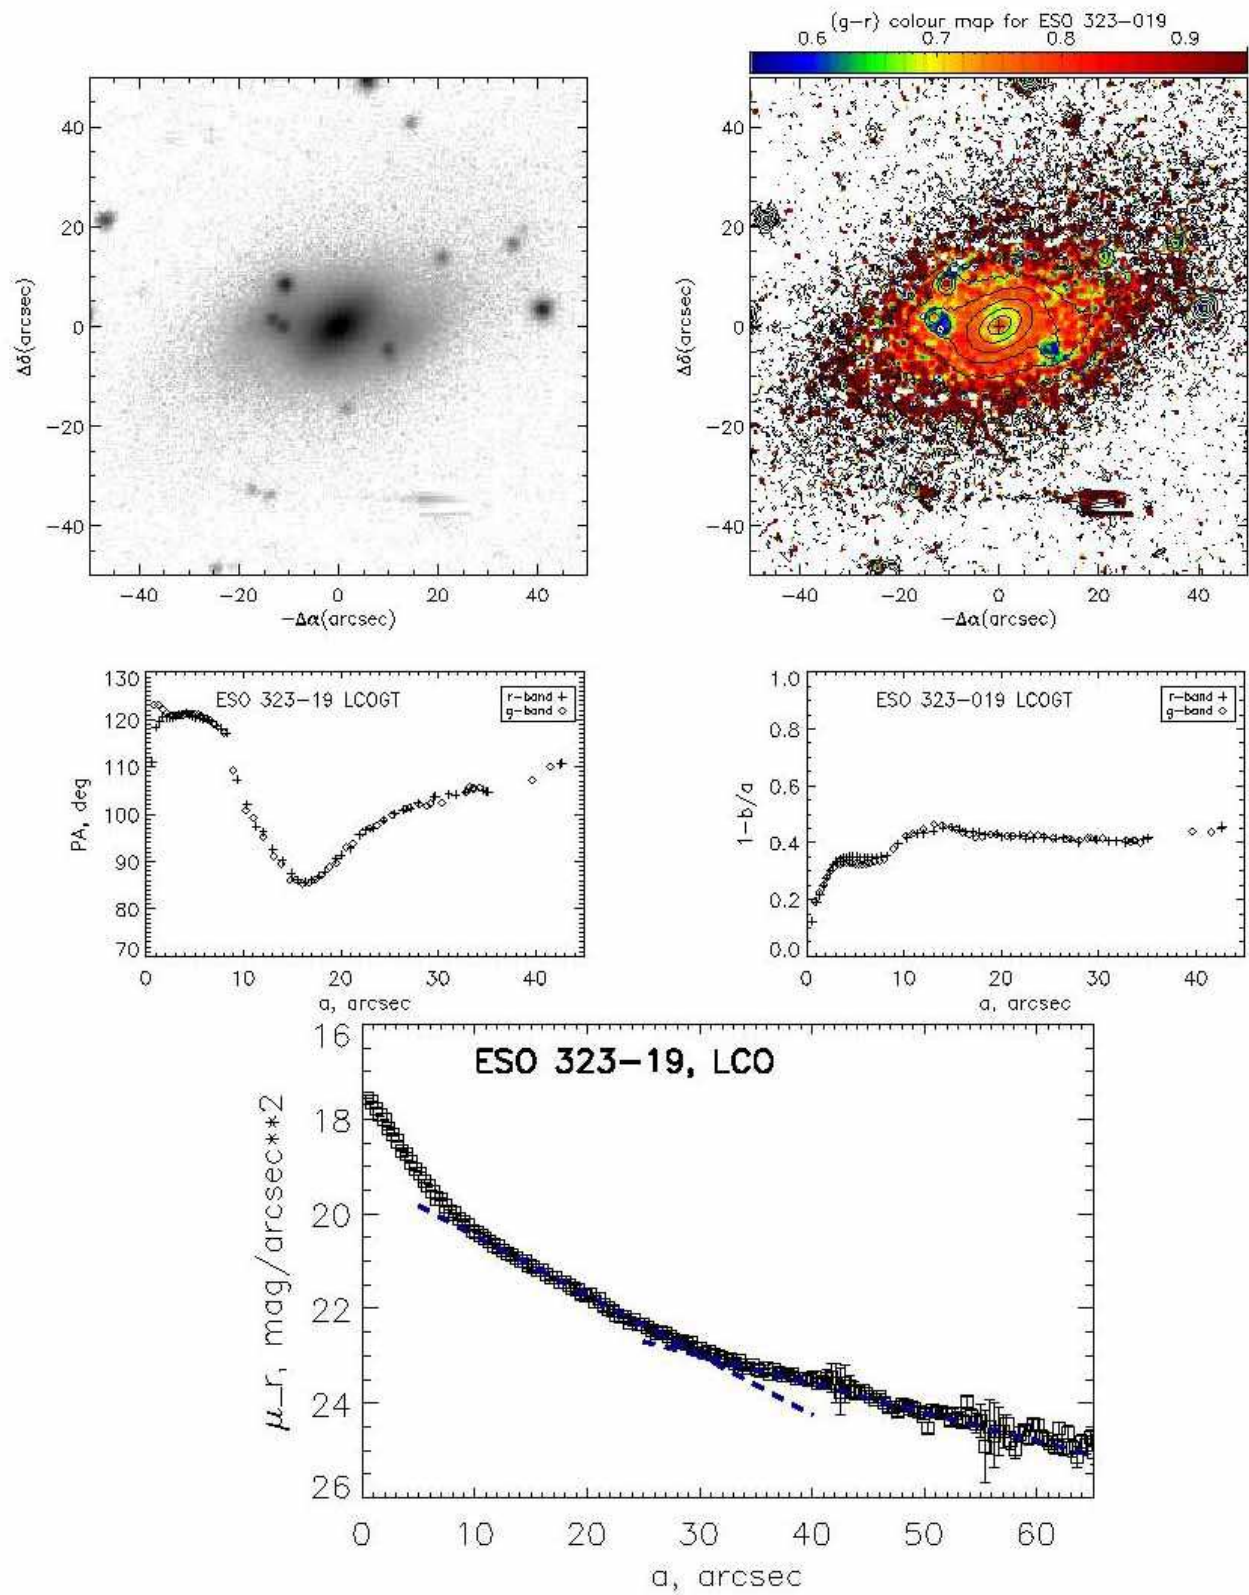 (g-r) colour map for ESO 323-019
0.6 0.7 0.8 0.9
40
20
0
-20
-40
Δδ(arcsec)
-40 -20 0 20 40
-Δα(arcsec)
40
20
0
-20
-40
Δδ(arcsec)
-40 -20 0 20 40
-Δα(arcsec)
130
120
110
100
90
80
70
PA, deg
ESO 323-19 LCOGT
r-band +
g-band ◇
0 10 20 30 40
a, arcsec
1.0
0.8
0.6
0.4
0.2
0.0
1-b/a
ESO 323-019 LCOGT
r-band +
g-band ◇
0 10 20 30 40
a, arcsec
16
18
20
22
24
26
μ_r, mag/arcsec**2
ESO 323-19, LCO
0 10 20 30 40 50 60
a, arcsec